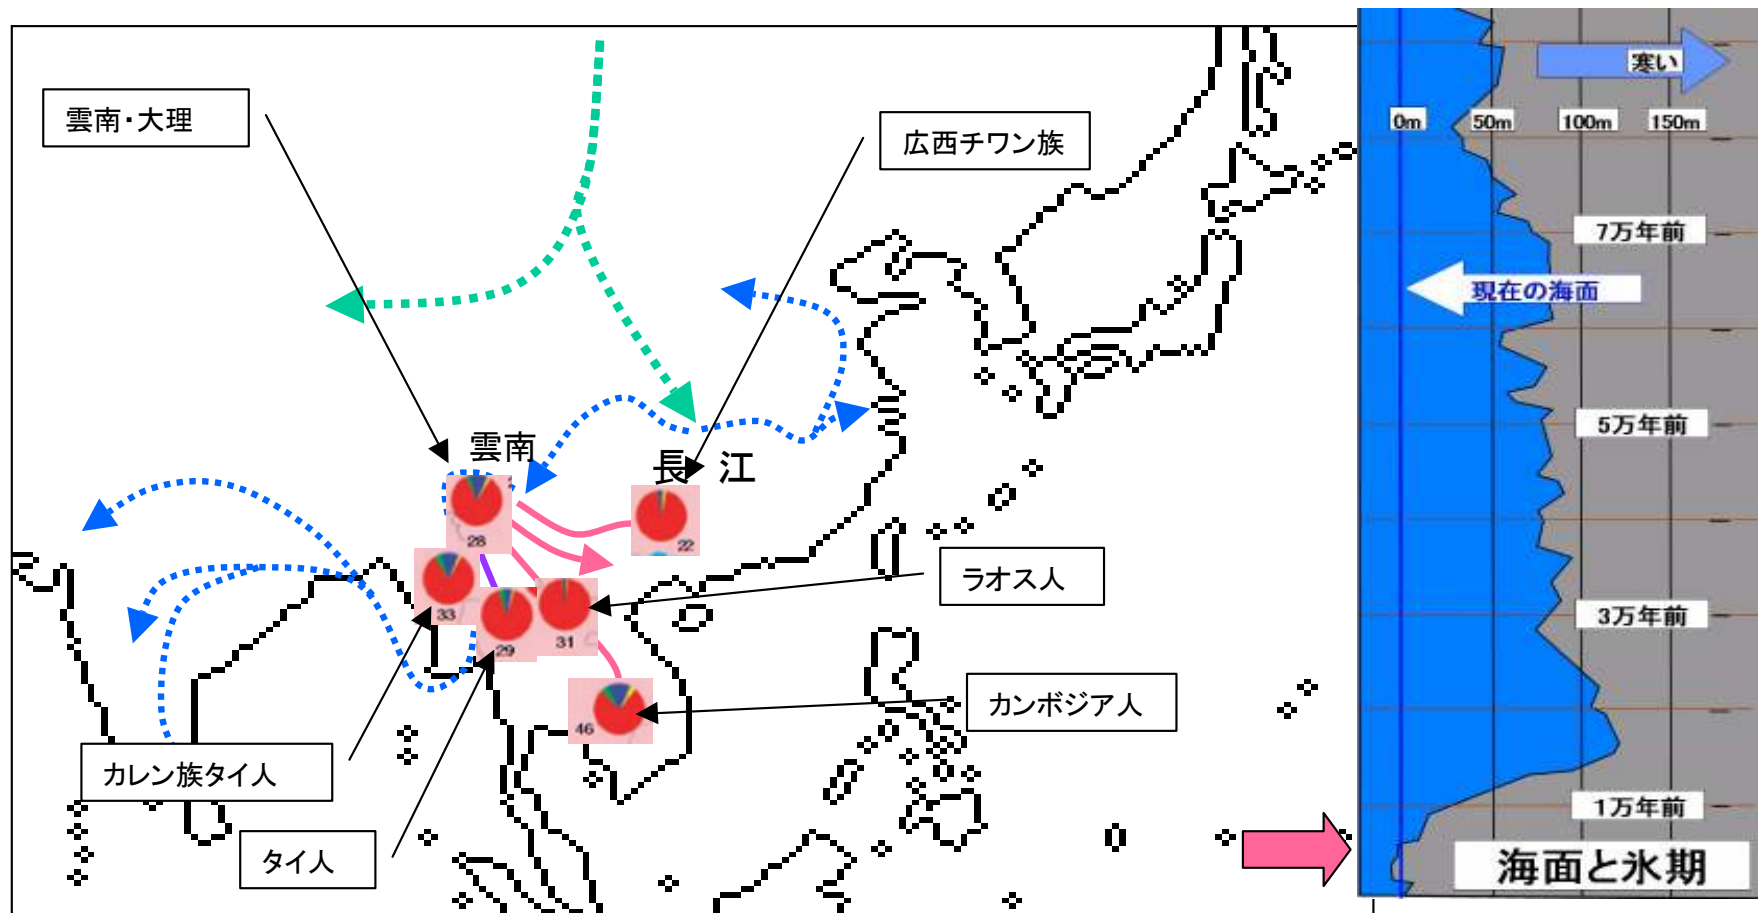 雲南・大理
広西チワン族
寒い
0m 50m 100m 150m
7万年前
現在の海面
5万年前
雲南
長 江
28
22
33
29
31
ラオス人
3万年前
46
カンボジア人
カレン族タイ人
タイ人
1万年前
海面と氷期